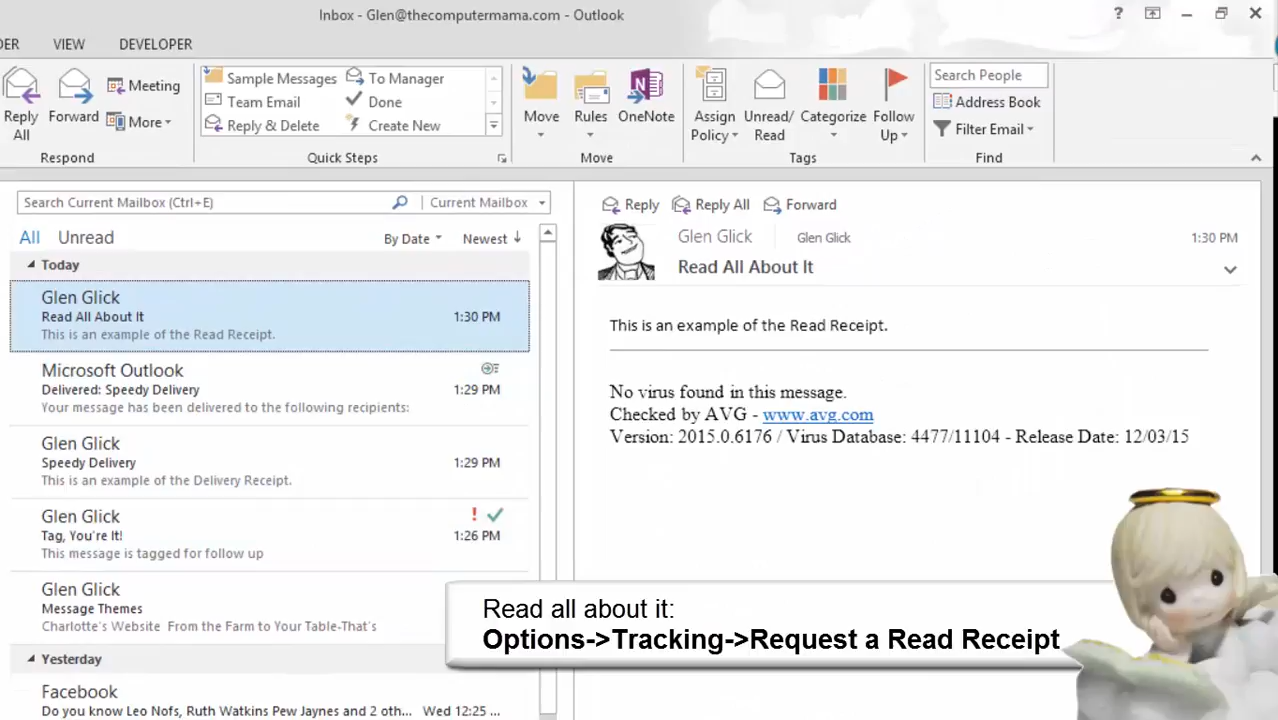 Inbox - Glen@thecomputermama.com - Outlook
?
DER VIEW DEVELOPER
Reply All
Forward
Meeting
More
Respond
Sample Messages
Team Email
Reply & Delete
To Manager
Done
Create New
Quick Steps
Move
Rules
OneNote
Move
Assign Policy
Unread/ Read
Categorize
Follow Up
Tags
Search People
Address Book
Filter Email
Find
Search Current Mailbox (Ctrl+E)
Current Mailbox
All Unread
By Date Newest
Today
Glen Glick
Read All About It 1:30 PM
This is an example of the Read Receipt.
Microsoft Outlook
Delivered: Speedy Delivery 1:29 PM
Your message has been delivered to the following recipients:
Glen Glick
Speedy Delivery 1:29 PM
This is an example of the Delivery Receipt.
Glen Glick
Tag, You're It! 1:26 PM
This message is tagged for follow up
Glen Glick
Message Themes
Charlotte's Website From the Farm to Your Table-That's
Yesterday
Facebook
Do you know Leo Nofs, Ruth Watkins Pew Jaynes and 2 oth... Wed 12:25 ...
Reply Reply All Forward
Glen Glick Glen Glick 1:30 PM
Read All About It
This is an example of the Read Receipt.
No virus found in this message.
Checked by AVG - www.avg.com
Version: 2015.0.6176 / Virus Database: 4477/11104 - Release Date: 12/03/15
Read all about it:
Options->Tracking->Request a Read Receipt